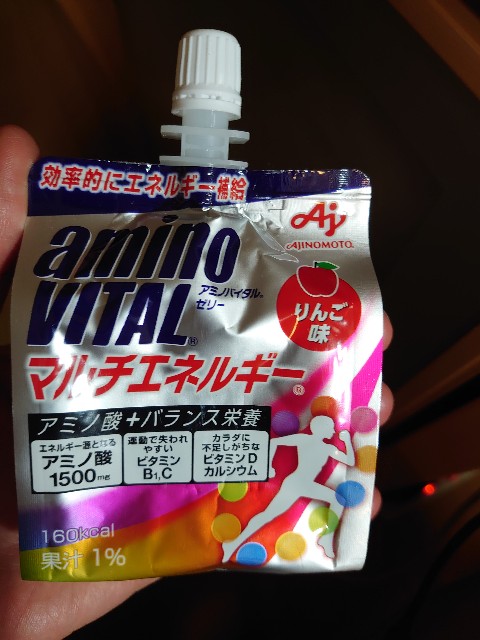 効率的にエネルギー補給
Aj
AJINOMOTO®
amino
VITAL®
アミノバイタル®
ゼリー
りんご
味
マルチエネルギー®
アミノ酸+バランス栄養
エネルギー源となる
アミノ酸
1500mg
運動で失われ
やすい
ビタミン
B1,C
カラダに
不足しがちな
ビタミンD
カルシウム
160kcal
果汁 1%